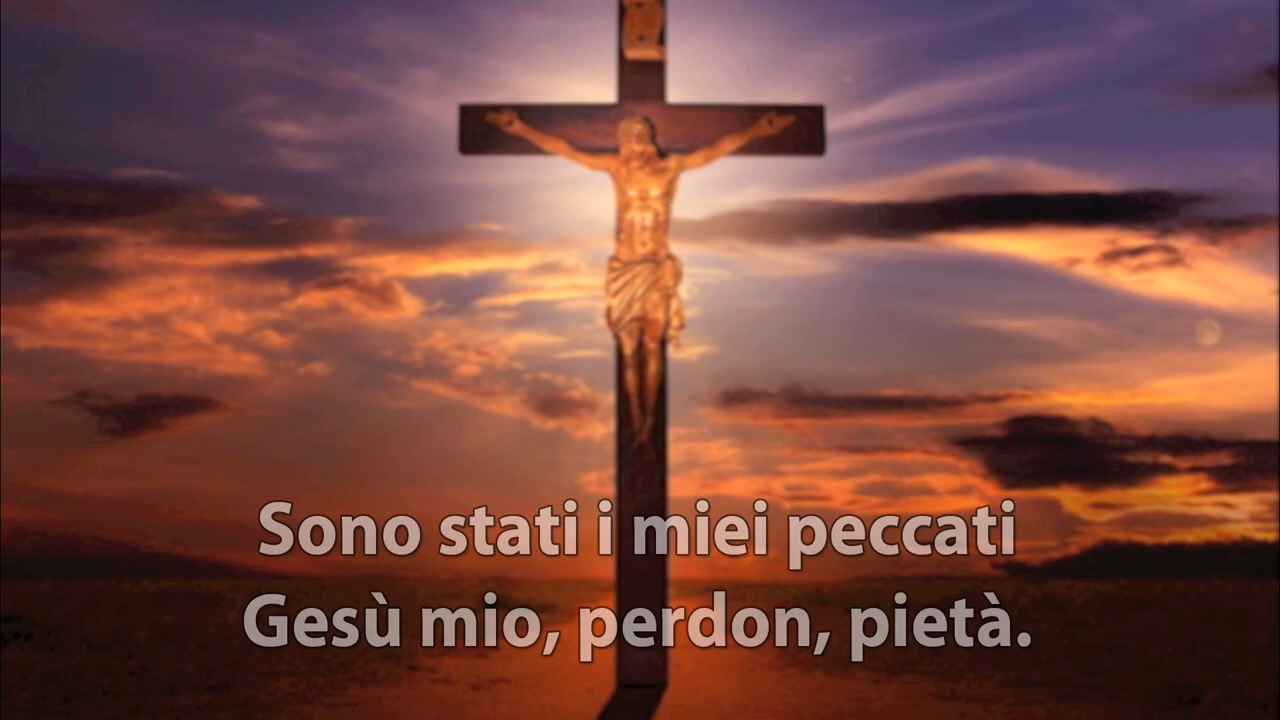 Sono stati i miei peccati
Gesù mio, perdon, pietà.